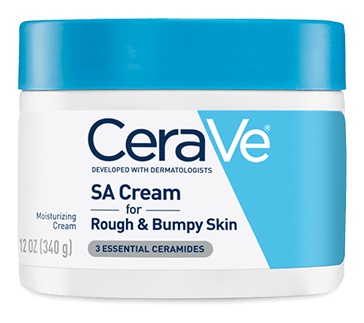 CeraVe
DEVELOPED WITH DERMATOLOGISTS
SA Cream
for
Rough & Bumpy Skin
3 ESSENTIAL CERAMIDES
Moisturizing
Cream
12 OZ (340 g)